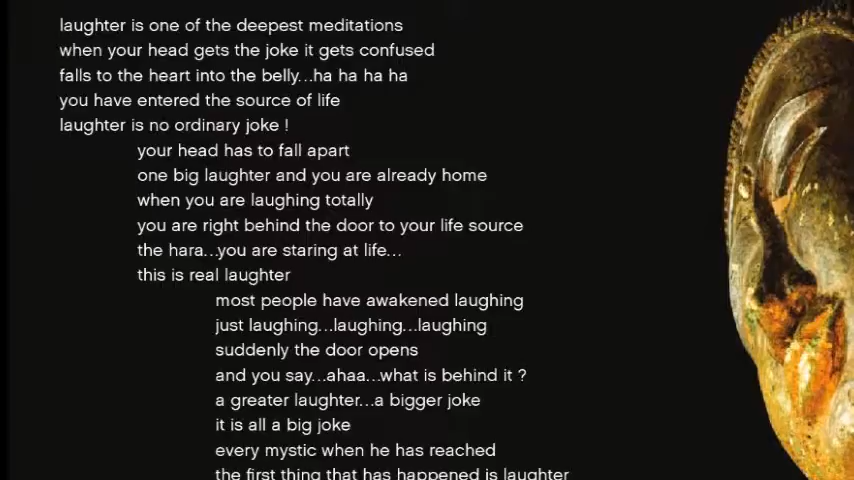 laughter is one of the deepest meditations
when your head gets the joke it gets confused
falls to the heart into the belly...ha ha ha ha
you have entered the source of life
laughter is no ordinary joke !
your head has to fall apart
one big laughter and you are already home
when you are laughing totally
you are right behind the door to your life source
the hara...you are staring at life...
this is real laughter
most people have awakened laughing
just laughing...laughing...laughing
suddenly the door opens
and you say...ahaa...what is behind it ?
a greater laughter...a bigger joke
it is all a big joke
every mystic when he has reached
the first thing that has happened is laughter